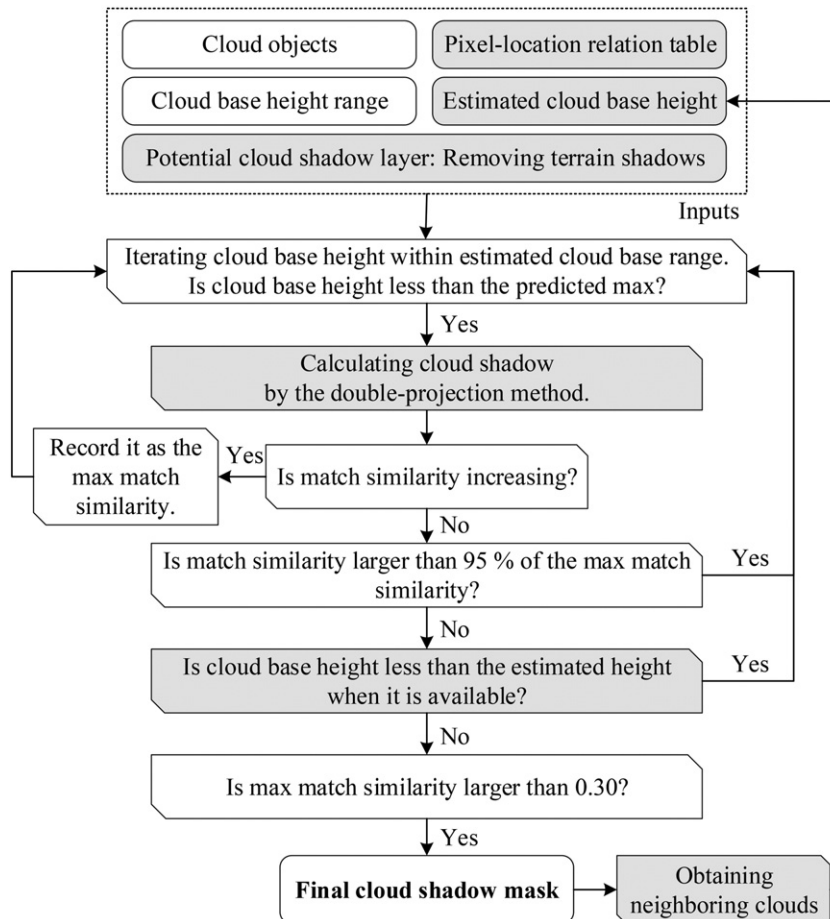 Cloud objects
Pixel-location relation table
Cloud base height range
Estimated cloud base height
Potential cloud shadow layer: Removing terrain shadows
Inputs
Iterating cloud base height within estimated cloud base range.
Is cloud base height less than the predicted max?
Yes
Calculating cloud shadow
by the double-projection method.
Record it as the
max match
similarity.
Yes
Is match similarity increasing?
No
Is match similarity larger than 95 % of the max match
similarity?
Yes
No
Is cloud base height less than the estimated height
when it is available?
Yes
No
Is max match similarity larger than 0.30?
Yes
Final cloud shadow mask
Obtaining
neighboring clouds